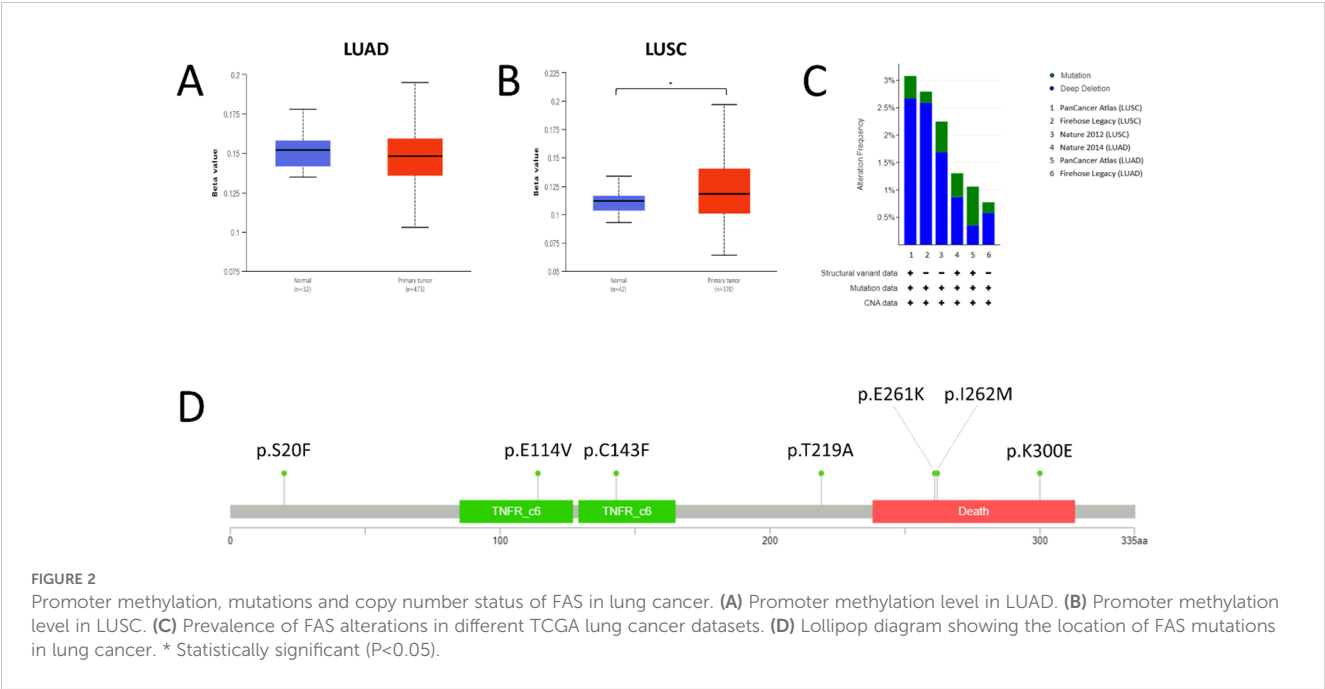 LUAD
A
0.2
0.175
0.15
0.125
0.1
0.075
Beta value
Normal
(n=32)
Primary tumor
(n=473)
LUSC
B
*
0.225
0.2
0.175
0.15
0.125
0.1
0.075
0.05
Beta value
Normal
(n=42)
Primary tumor
(n=370)
C
3%
2.5%
2%
1.5%
1%
0.5%
Alteration Frequency
1 2 3 4 5 6
Structural variant data + − − + + −
Mutation data + + + + + +
CNA data + + + + + +
Mutation
Deep Deletion
1 PanCancer Atlas (LUSC)
2 Firehose Legacy (LUSC)
3 Nature 2012 (LUSC)
4 Nature 2014 (LUAD)
5 PanCancer Atlas (LUAD)
6 Firehose Legacy (LUAD)
D
p.E261K p.I262M
p.S20F p.E114V p.C143F p.T219A p.K300E
TNFR_c6 TNFR_c6 Death
0 100 200 300 335aa
FIGURE 2
Promoter methylation, mutations and copy number status of FAS in lung cancer. (A) Promoter methylation level in LUAD. (B) Promoter methylation
level in LUSC. (C) Prevalence of FAS alterations in different TCGA lung cancer datasets. (D) Lollipop diagram showing the location of FAS mutations
in lung cancer. * Statistically significant (P<0.05).